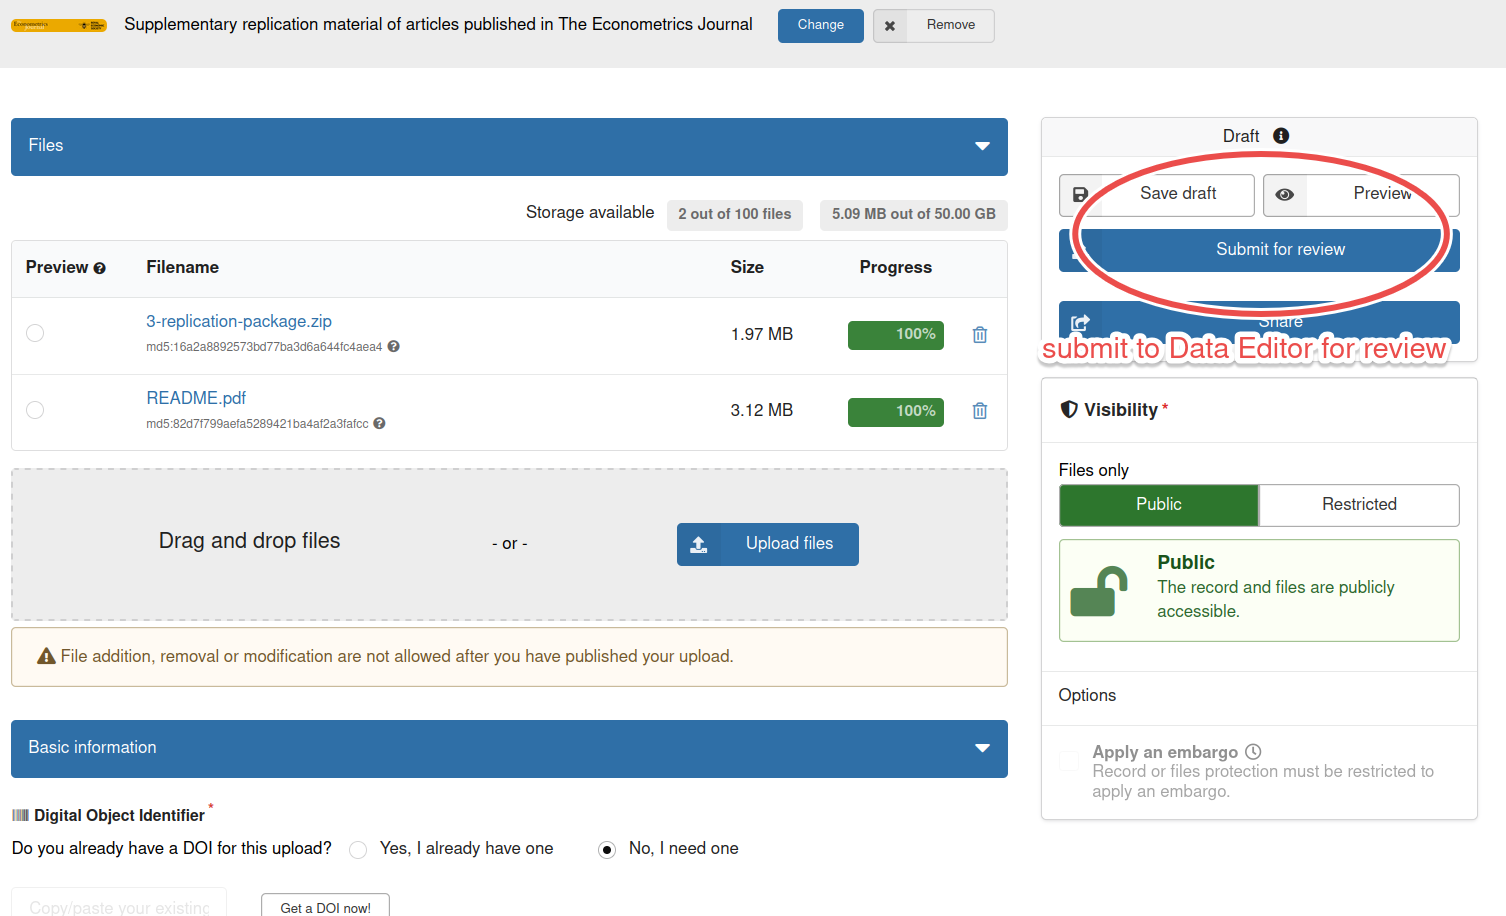 Econometrics
Journal
Supplementary replication material of articles published in The Econometrics Journal
Change
Remove
Files
Storage available
2 out of 100 files
5.09 MB out of 50.00 GB
Preview
Filename
Size
Progress
3-replication-package.zip
md5:16a2a8892573bd77ba3d6a644fc4aea4
1.97 MB
100%
README.pdf
md5:82d7f799aefa5289421ba4af2a3fafcc
3.12 MB
100%
Drag and drop files
- or -
Upload files
File addition, removal or modification are not allowed after you have published your upload.
Basic information
Digital Object Identifier *
Do you already have a DOI for this upload?
Yes, I already have one
No, I need one
Copy/paste your existing
Get a DOI now!
Draft
Save draft
Preview
Submit for review
Share
submit to Data Editor for review
Visibility *
Files only
Public
Restricted
Public
The record and files are publicly
accessible.
Options
Apply an embargo
Record or files protection must be restricted to
apply an embargo.